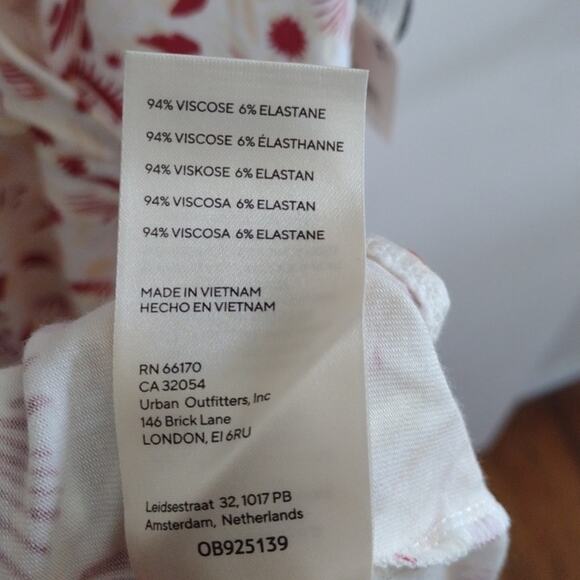 94% VISCOSE 6% ELASTANE
94% VISCOSE 6% ÉLASTHANNE
94% VISKOSE 6% ELASTAN
94% VISCOSA 6% ELASTAN
94% VISCOSA 6% ELASTANE
MADE IN VIETNAM
HECHO EN VIETNAM
RN 66170
CA 32054
Urban Outfitters, Inc
146 Brick Lane
LONDON, E1 6RU
Leidsestraat 32, 1017 PB
Amsterdam, Netherlands
OB925139